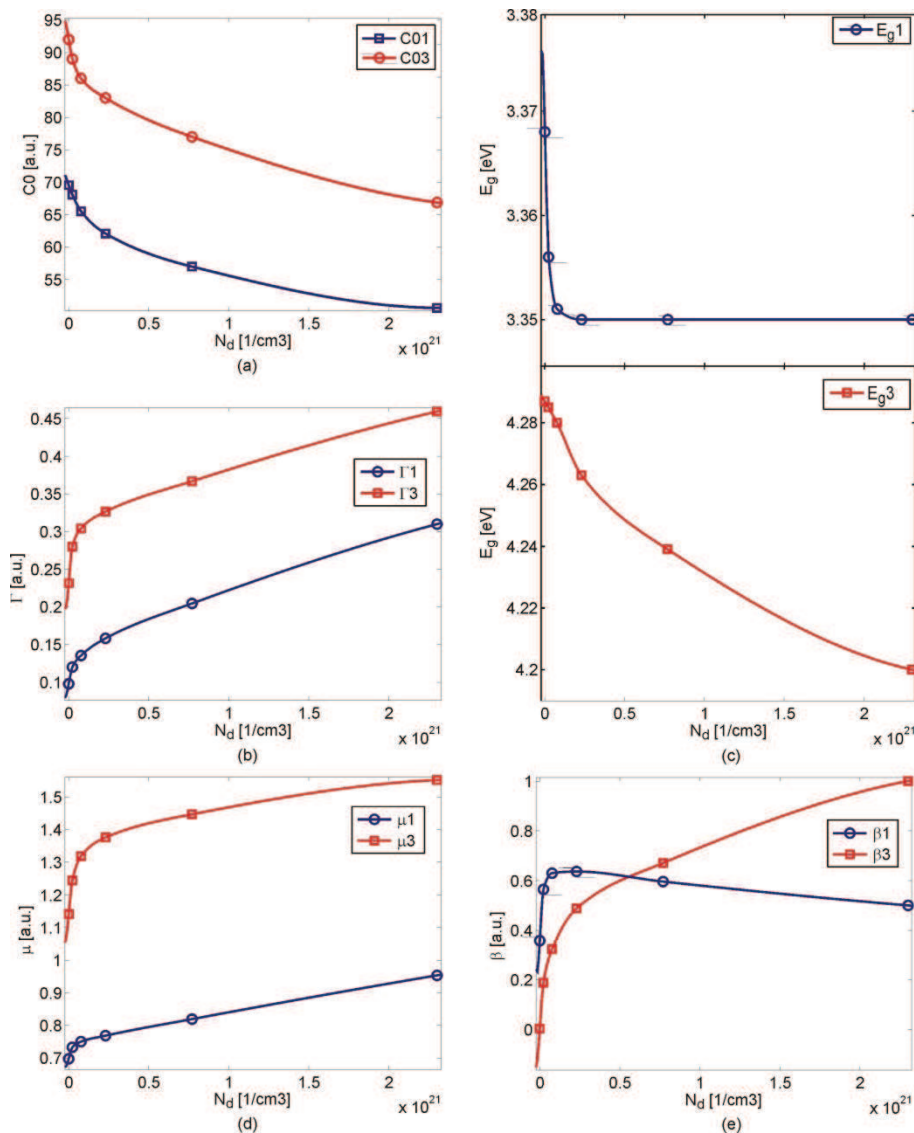 95
90
85
80
75
70
65
60
55
C0 [a.u.]
C01
C03
0
0.5
1
1.5
2
N_d [1/cm3]
x 10^21
(a)
0.45
0.4
0.35
0.3
0.25
0.2
0.15
0.1
Γ [a.u.]
Γ1
Γ3
0
0.5
1
1.5
2
N_d [1/cm3]
x 10^21
(b)
3.38
3.37
3.36
3.35
E_g [eV]
E_g1
4.28
4.26
4.24
4.22
4.2
E_g [eV]
E_g3
0
0.5
1
1.5
2
N_d [1/cm3]
x 10^21
(c)
1.5
1.4
1.3
1.2
1.1
1
0.9
0.8
0.7
μ [a.u.]
μ1
μ3
0
0.5
1
1.5
2
N_d [1/cm3]
x 10^21
(d)
1
0.8
0.6
0.4
0.2
0
β [a.u.]
β1
β3
0
0.5
1
1.5
2
N_d [1/cm3]
x 10^21
(e)